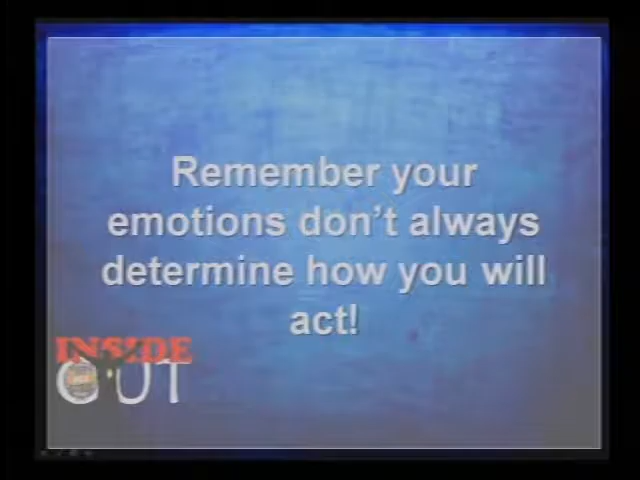 Remember your
emotions don't always
determine how you will
act!
INSIDE
OUT